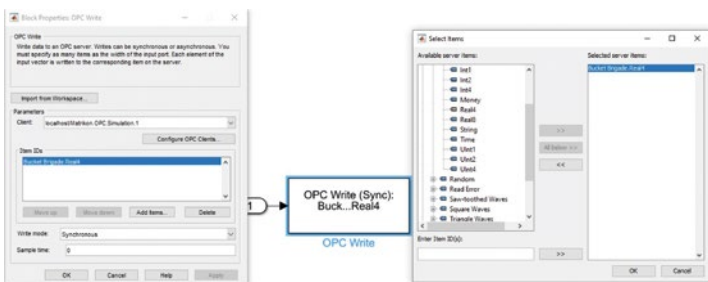 Block Properties: OPC Write
OPC Write
Write data to an OPC server. Writes can be synchronous or asynchronous. You
must specify as many items as the width of the input port. Each element of the
input vector is written to the corresponding item on the server.
Import from Workspace...
Parameters
Client: localhost/Matrikon.OPC.Simulation.1
Configure OPC Clients...
Item IDs
Bucket Brigade.Real4
Move up Move down Add Items... Delete
Write mode: Synchronous
Sample time:
OK Cancel Help Apply
1
OPC Write (Sync):
Buck...Real4
OPC Write
Select Items
Available server items:
Int1
Int2
Int4
Money
Real4
Real8
String
Time
UInt1
UInt2
UInt4
Random
Read Error
Saw-toothed Waves
Square Waves
Triangle Waves
>>
All below >>
<<
Selected server items:
Bucket Brigade.Real4
Enter Item ID(s):
>>
OK Cancel